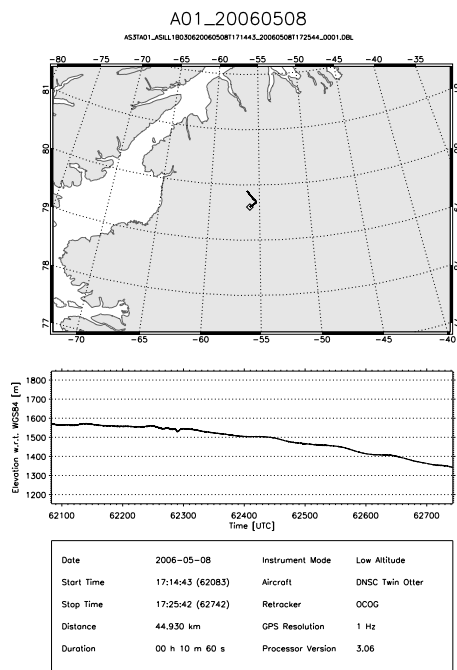 A01_20060508
AS3TA01_ASILL1B030620060508T171443_20060508T172544_0001.DBL
-80 -70 -65 -60 -55 -50 -45 -40 -35
81
80
79
78
77
-70 -65 -60 -55 -50 -45 -40
Elevation w.r.t. WGS84 [m]
1800
1700
1600
1500
1400
1300
1200
62100 62200 62300 62400 62500 62600 62700
Time [UTC]
Date 2006-05-08 Instrument Mode Low Altitude
Start Time 17:14:43 (62083) Aircraft DNSC Twin Otter
Stop Time 17:25:42 (62742) Retracker OCOG
Distance 44.930 km GPS Resolution 1 Hz
Duration 00 h 10 m 60 s Processor Version 3.06